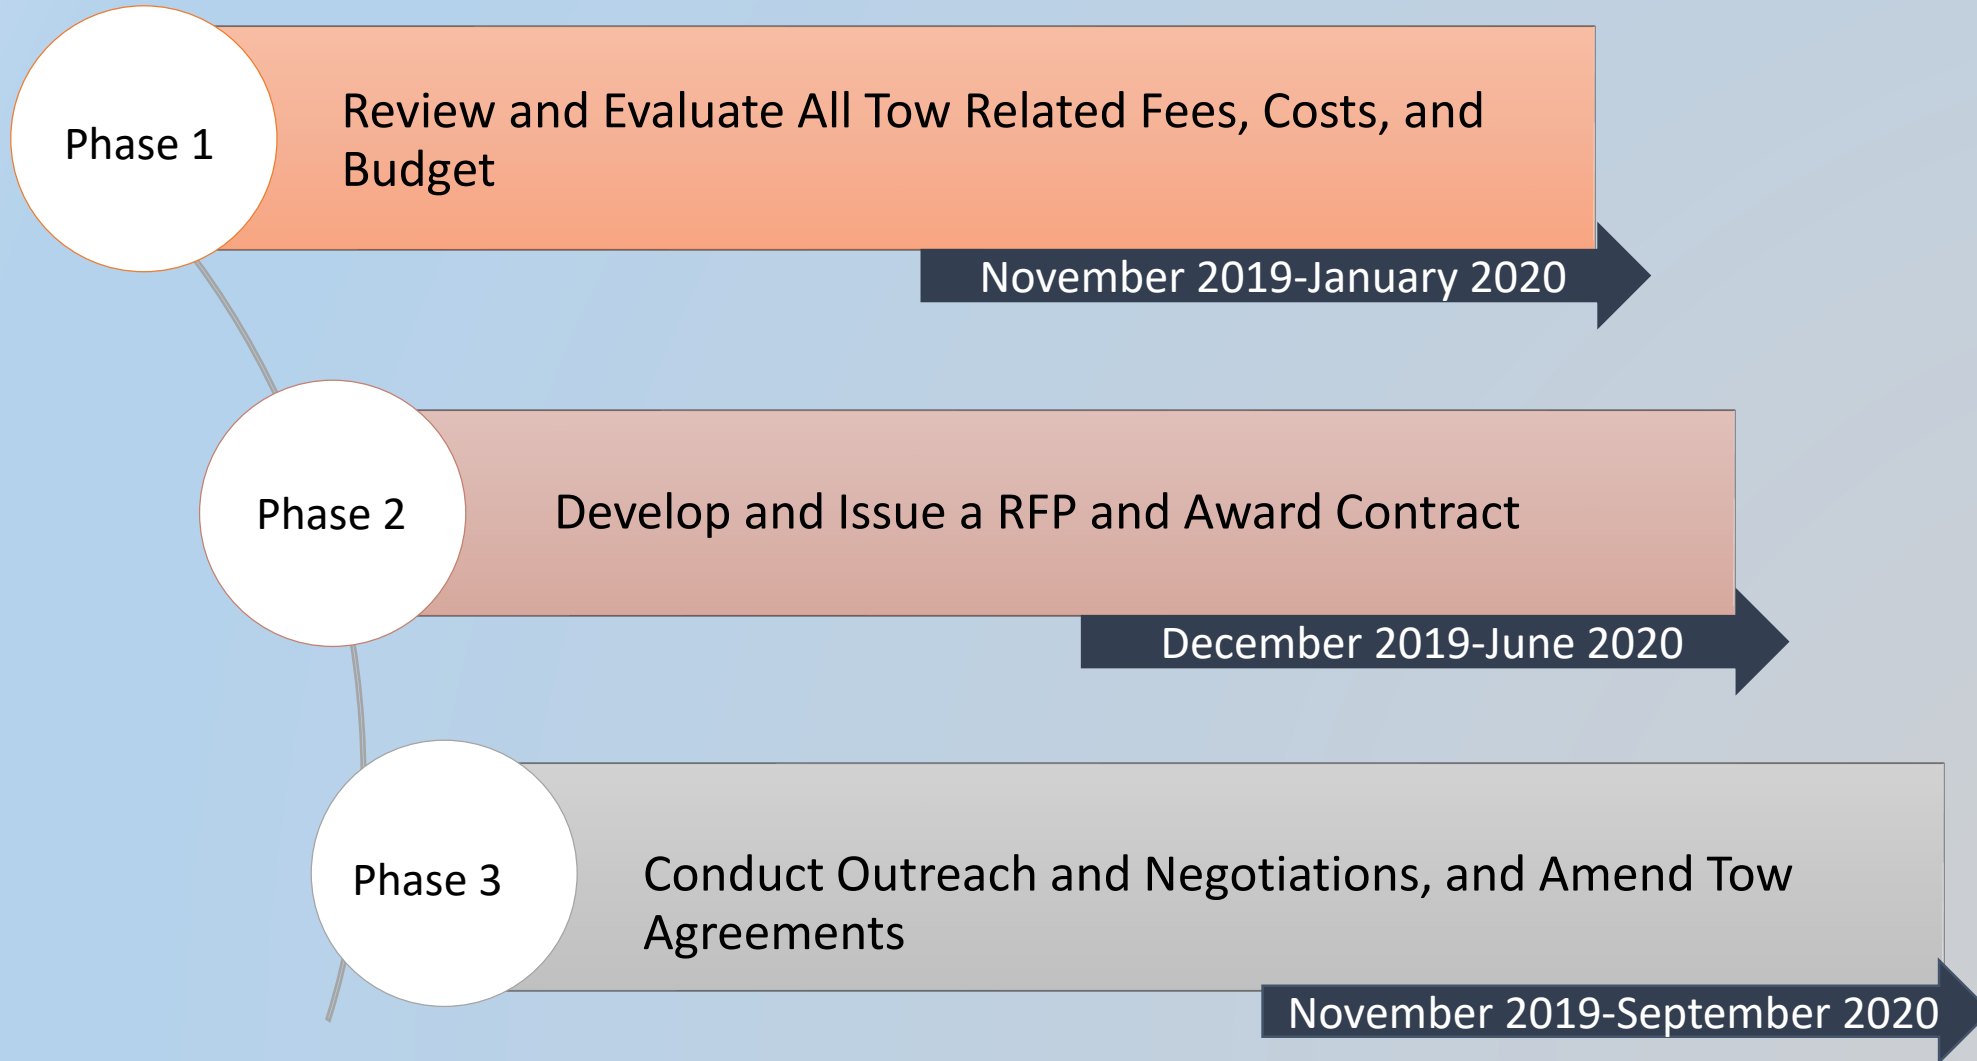 Phase 1
Review and Evaluate All Tow Related Fees, Costs, and
Budget
November 2019-January 2020
Phase 2
Develop and Issue a RFP and Award Contract
December 2019-June 2020
Phase 3
Conduct Outreach and Negotiations, and Amend Tow
Agreements
November 2019-September 2020